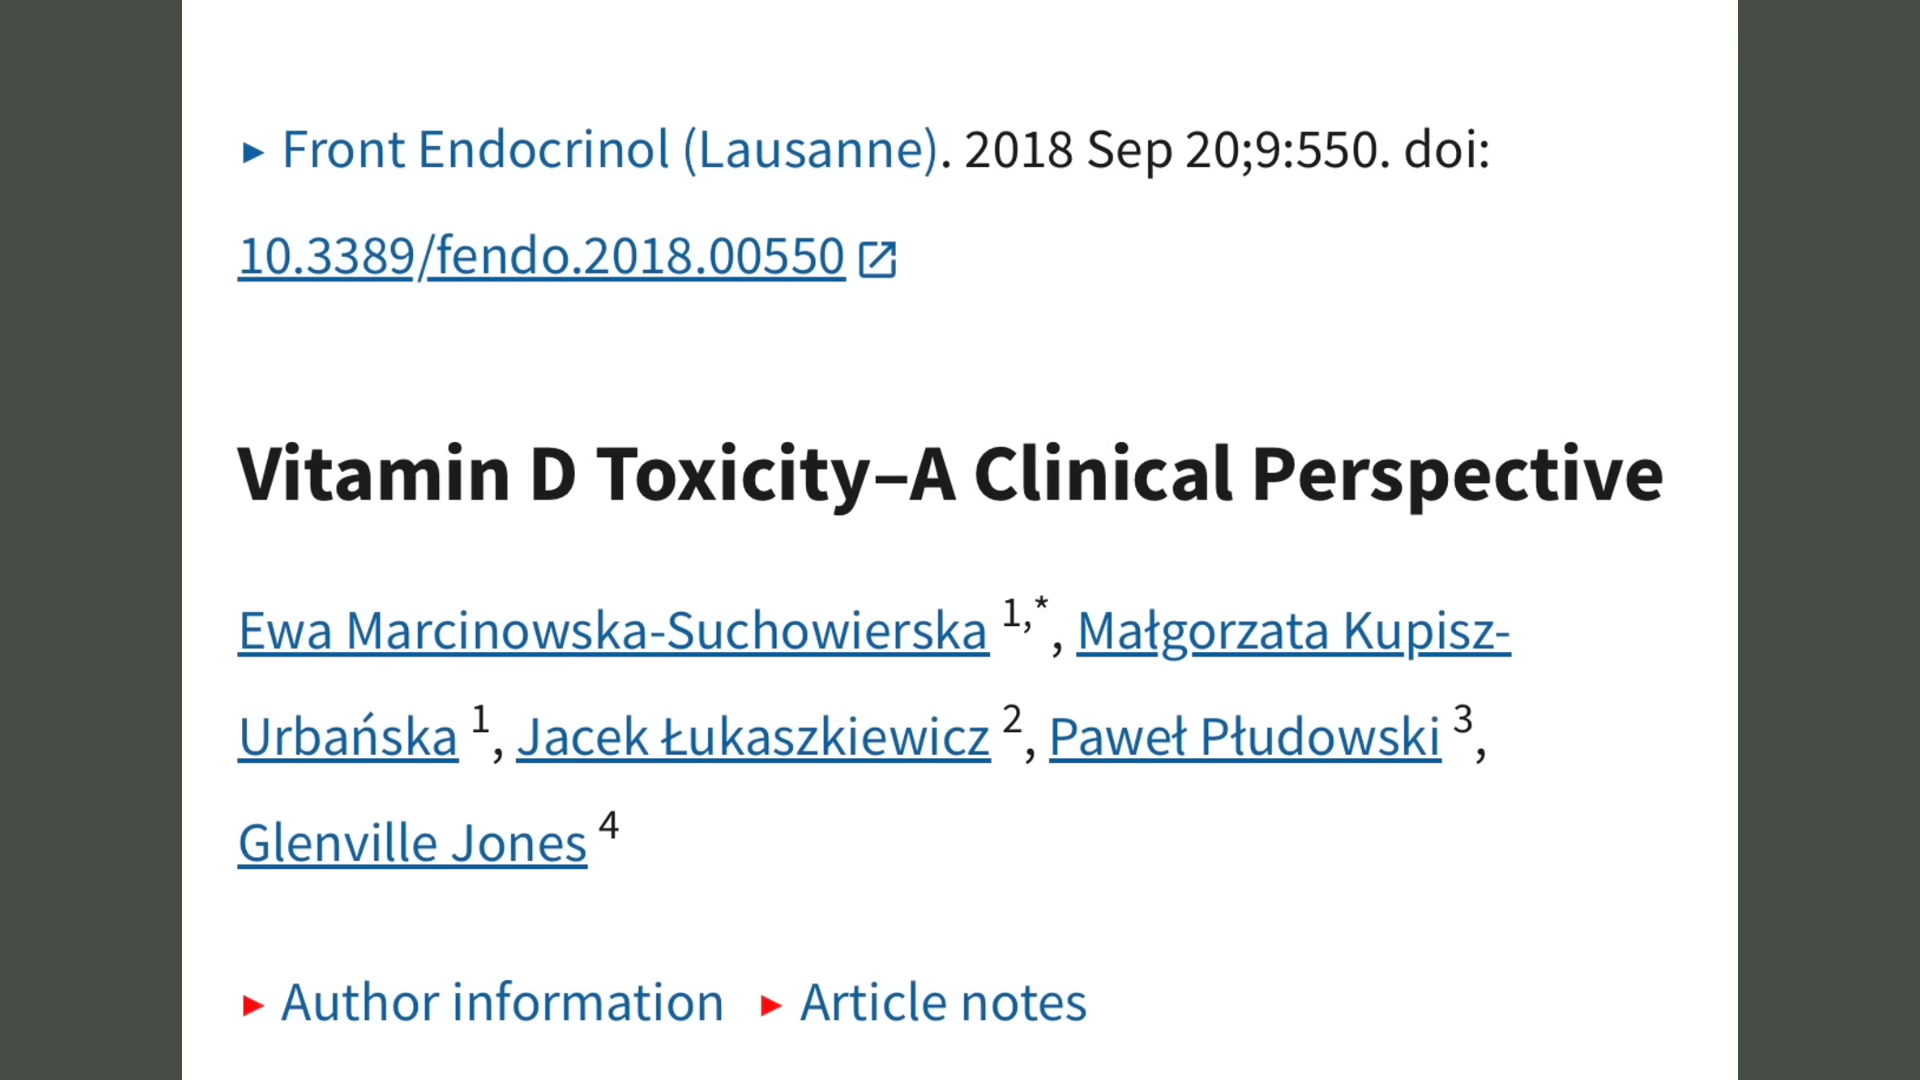 ▸ Front Endocrinol (Lausanne). 2018 Sep 20;9:550. doi:
10.3389/fendo.2018.00550
Vitamin D Toxicity–A Clinical Perspective
Ewa Marcinowska-Suchowierska 1,*, Małgorzata Kupisz-
Urbańska 1, Jacek Łukaszkiewicz 2, Paweł Płudowski 3,
Glenville Jones 4
▸ Author information ▸ Article notes